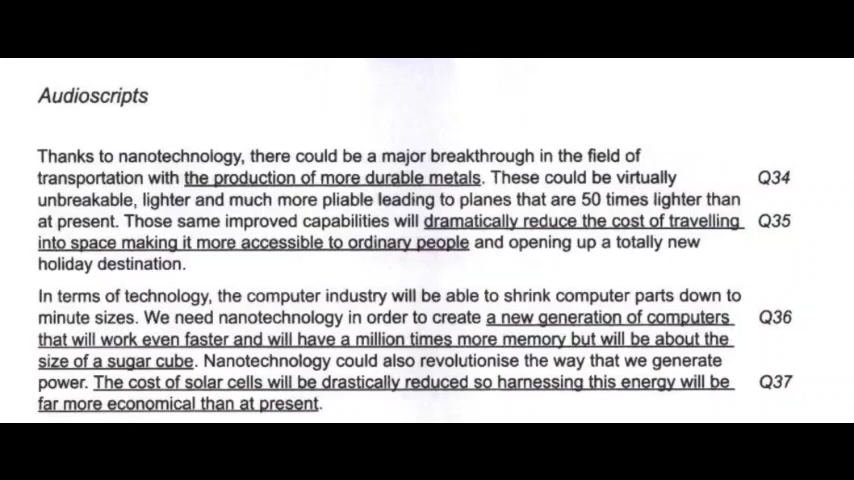 Audioscripts
Thanks to nanotechnology, there could be a major breakthrough in the field of
transportation with the production of more durable metals. These could be virtually Q34
unbreakable, lighter and much more pliable leading to planes that are 50 times lighter than
at present. Those same improved capabilities will dramatically reduce the cost of travelling Q35
into space making it more accessible to ordinary people and opening up a totally new
holiday destination.
In terms of technology, the computer industry will be able to shrink computer parts down to
minute sizes. We need nanotechnology in order to create a new generation of computers Q36
that will work even faster and will have a million times more memory but will be about the
size of a sugar cube. Nanotechnology could also revolutionise the way that we generate
power. The cost of solar cells will be drastically reduced so harnessing this energy will be Q37
far more economical than at present.